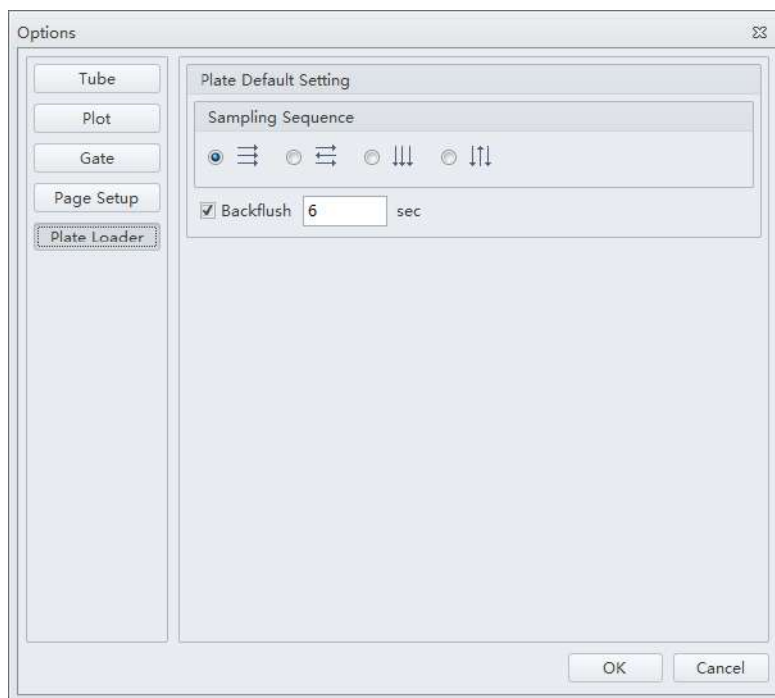 Options
Tube
Plot
Gate
Page Setup
Plate Loader
Plate Default Setting
Sampling Sequence
Backflush 6 sec
OK Cancel